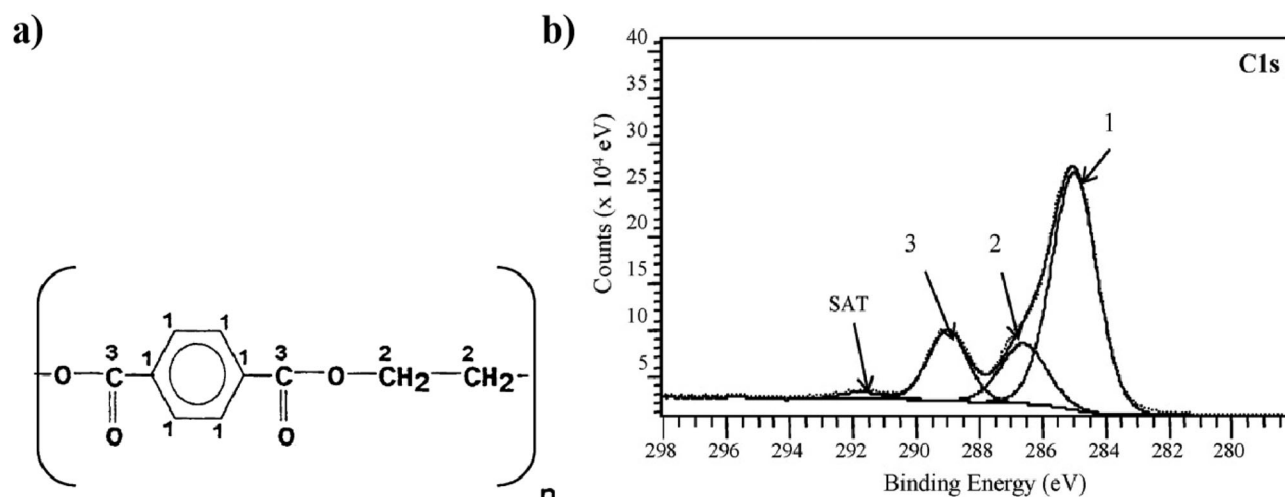 a)
1 1
3 3 2 2
1 1
O C C O CH2 CH2
1 1
O O
n
b)
C1s
40
35
30
25
20
15
10
5
Counts (x 10⁴ eV)
1
2
3
SAT
298 296 294 292 290 288 286 284 282 280
Binding Energy (eV)